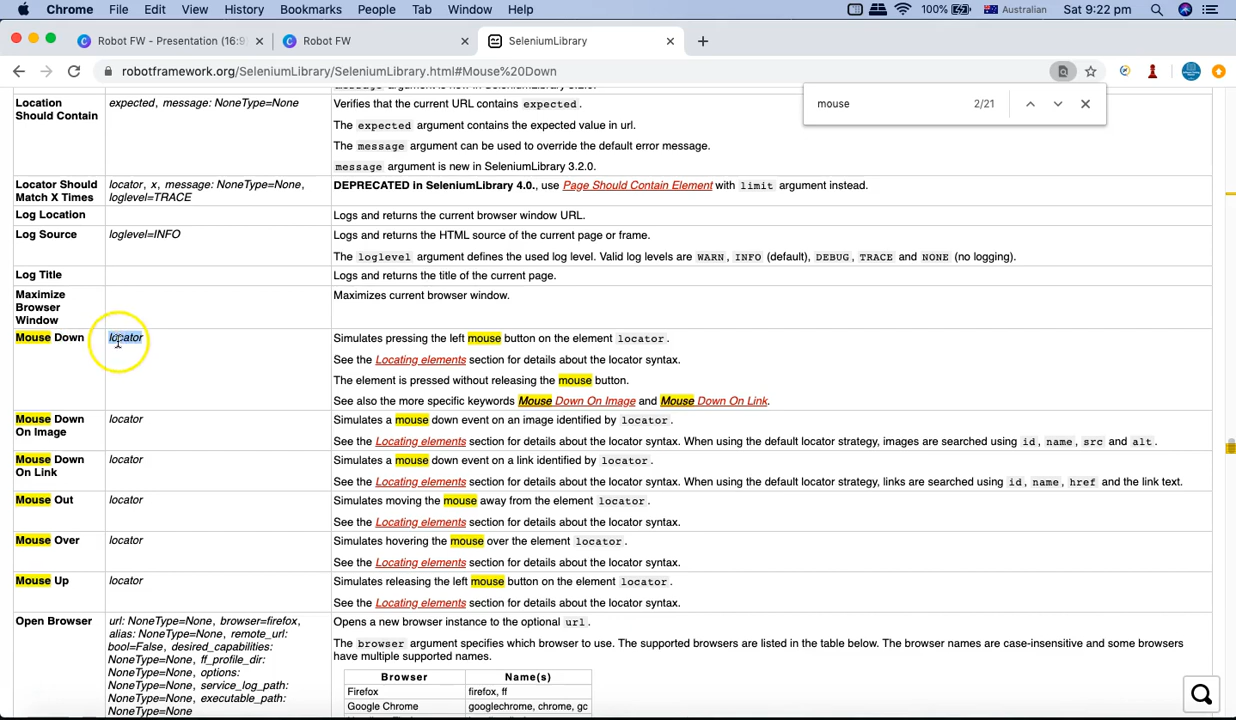 Chrome File Edit View History Bookmarks People Tab Window Help 100% Australian Sat 9:22 pm
Robot FW - Presentation (16:9) Robot FW SeleniumLibrary
robotframework.org/SeleniumLibrary/SeleniumLibrary.html#Mouse%20Down
mouse 2/21
Location Should Contain
expected, message: NoneType=None
Verifies that the current URL contains expected.
The expected argument contains the expected value in url.
The message argument can be used to override the default error message.
message argument is new in SeleniumLibrary 3.2.0.
Locator Should Match X Times
locator, x, message: NoneType=None,
loglevel=TRACE
DEPRECATED in SeleniumLibrary 4.0., use Page Should Contain Element with limit argument instead.
Log Location
Logs and returns the current browser window URL.
Log Source
loglevel=INFO
Logs and returns the HTML source of the current page or frame.
The loglevel argument defines the used log level. Valid log levels are WARN, INFO (default), DEBUG, TRACE and NONE (no logging).
Log Title
Logs and returns the title of the current page.
Maximize
Browser
Window
Maximizes current browser window.
Mouse Down
locator
Simulates pressing the left mouse button on the element locator.
See the Locating elements section for details about the locator syntax.
The element is pressed without releasing the mouse button.
See also the more specific keywords Mouse Down On Image and Mouse Down On Link.
Mouse Down
On Image
locator
Simulates a mouse down event on an image identified by locator.
See the Locating elements section for details about the locator syntax. When using the default locator strategy, images are searched using id, name, src and alt.
Mouse Down
On Link
locator
Simulates a mouse down event on a link identified by locator.
See the Locating elements section for details about the locator syntax. When using the default locator strategy, links are searched using id, name, href and the link text.
Mouse Out
locator
Simulates moving the mouse away from the element locator.
See the Locating elements section for details about the locator syntax.
Mouse Over
locator
Simulates hovering the mouse over the element locator.
See the Locating elements section for details about the locator syntax.
Mouse Up
locator
Simulates releasing the left mouse button on the element locator.
See the Locating elements section for details about the locator syntax.
Open Browser
url: NoneType=None, browser=firefox,
alias: NoneType=None, remote_url:
bool=False, desired_capabilities:
NoneType=None, ff_profile_dir:
NoneType=None, options:
NoneType=None, service_log_path:
NoneType=None, executable_path:
NoneType=None
Opens a new browser instance to the optional url.
The browser argument specifies which browser to use. The supported browsers are listed in the table below. The browser names are case-insensitive and some browsers
have multiple supported names.
Browser Name(s)
Firefox firefox, ff
Google Chrome googlechrome, chrome, gc